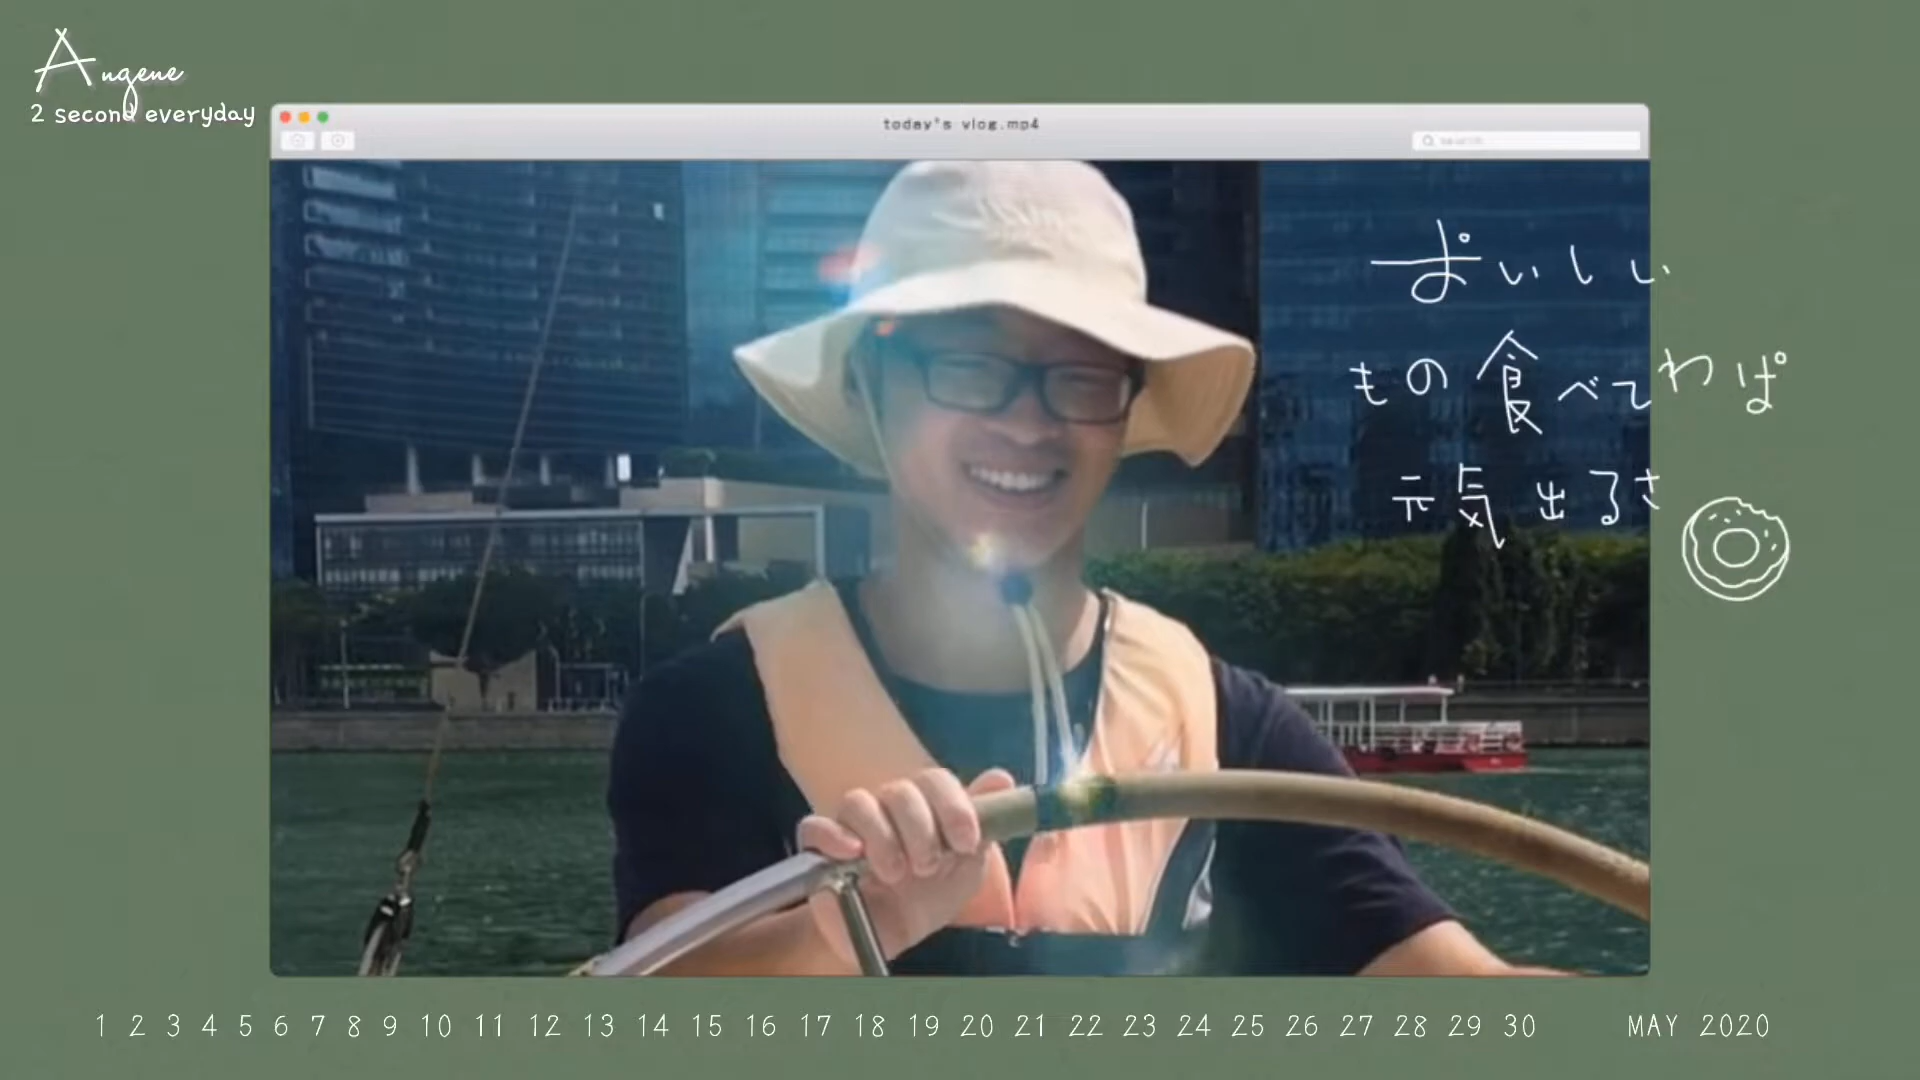 Angene
2 second everyday
today's vlog.mp4
おいしい
もの食べてわぱ
元気出るさ
1 2 3 4 5 6 7 8 9 10 11 12 13 14 15 16 17 18 19 20 21 22 23 24 25 26 27 28 29 30 MAY 2020